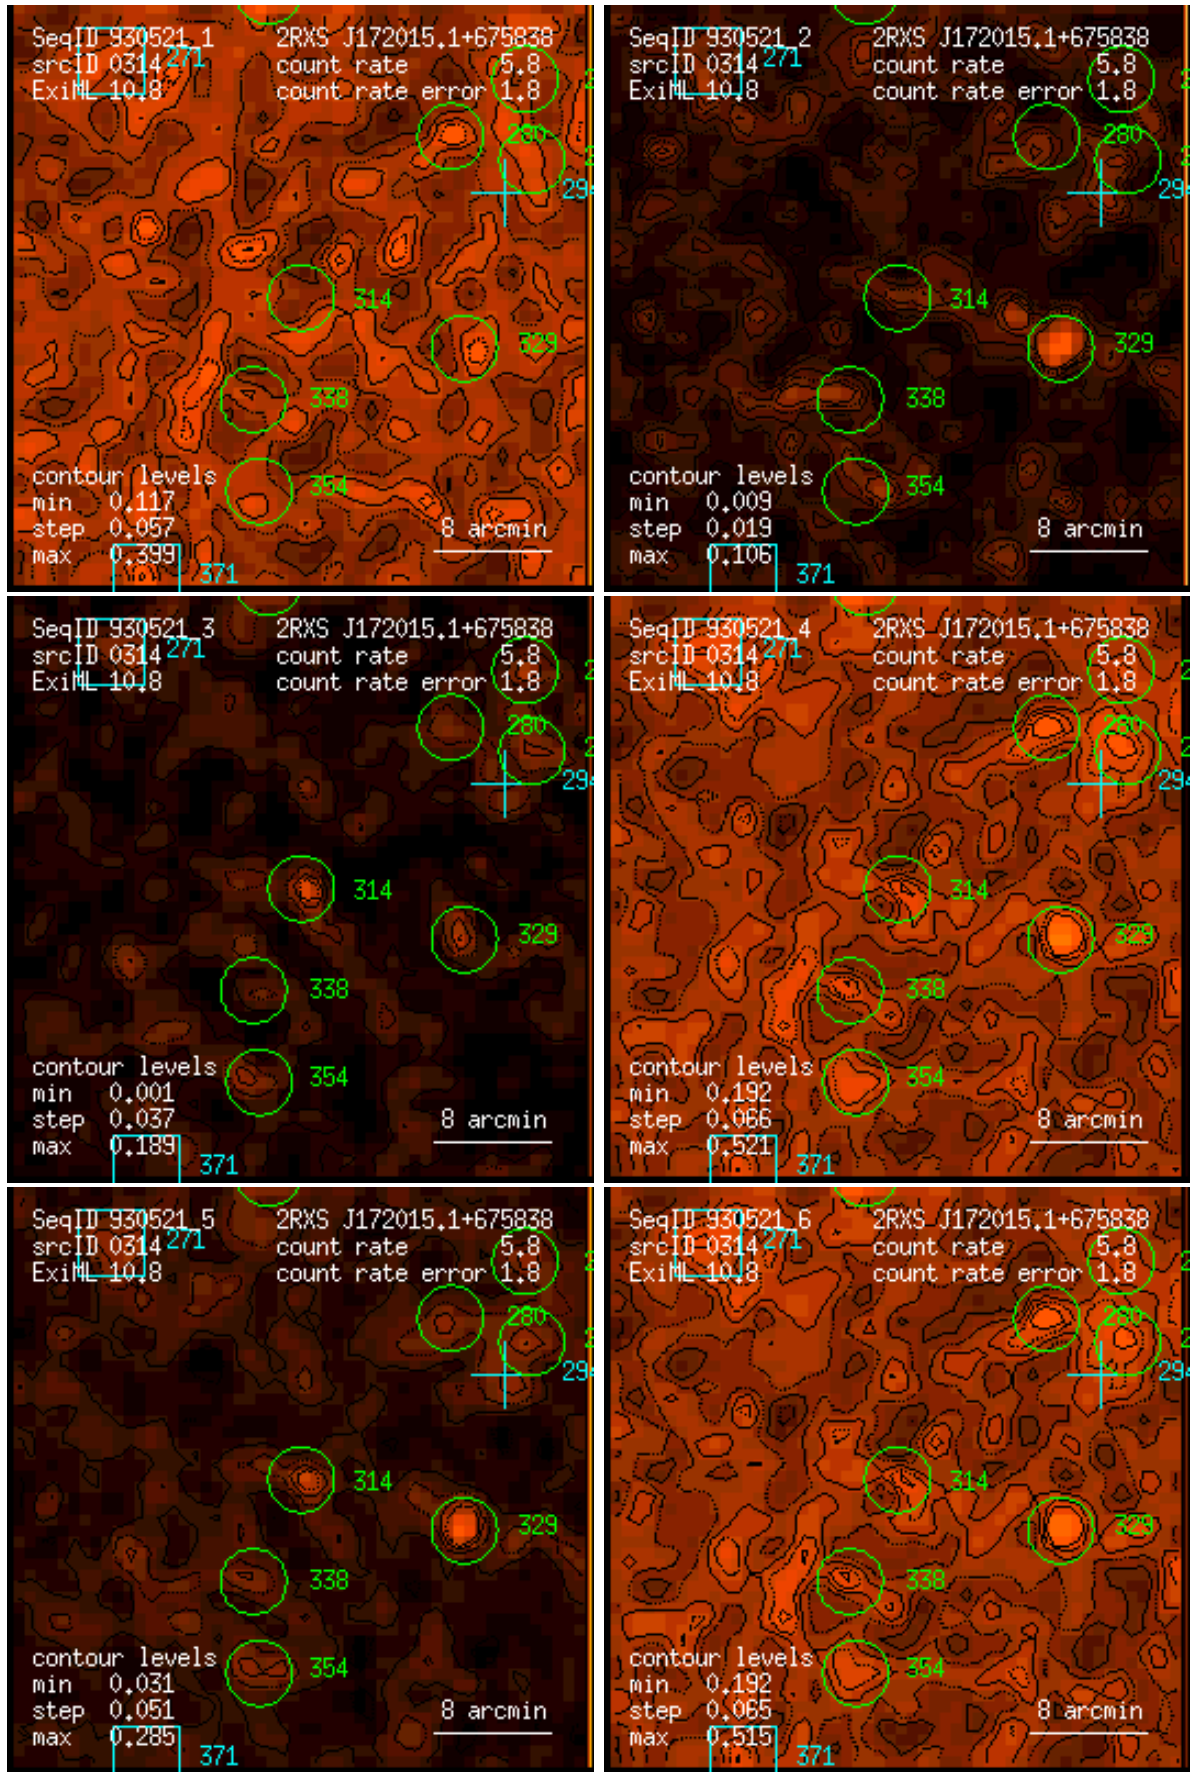 SeqID 930521_1 2RXS J172015.1+675838
srcID 0314 271 count rate 5.8
ExiML 10.8 count rate error 1.8
280
294
314
329
338
contour levels 354
min 0.117
step 0.057 8 arcmin
max 0.399
371
SeqID 930521_2 2RXS J172015.1+675838
srcID 0314 271 count rate 5.8
ExiML 10.8 count rate error 1.8
280
294
314
329
338
contour levels 354
min 0.009
step 0.019 8 arcmin
max 0.106
371
SeqID 930521_3 2RXS J172015.1+675838
srcID 0314 271 count rate 5.8
ExiML 10.8 count rate error 1.8
280
294
314
329
338
contour levels 354
min 0.001
step 0.037 8 arcmin
max 0.189
371
SeqID 930521_4 2RXS J172015.1+675838
srcID 0314 271 count rate 5.8
ExiML 10.8 count rate error 1.8
280
294
314
329
338
contour levels 354
min 0.192
step 0.066 8 arcmin
max 0.521
371
SeqID 930521_5 2RXS J172015.1+675838
srcID 0314 271 count rate 5.8
ExiML 10.8 count rate error 1.8
280
294
314
329
338
contour levels 354
min 0.031
step 0.051 8 arcmin
max 0.285
371
SeqID 930521_6 2RXS J172015.1+675838
srcID 0314 271 count rate 5.8
ExiML 10.8 count rate error 1.8
280
294
314
329
338
contour levels 354
min 0.192
step 0.065 8 arcmin
max 0.515
371